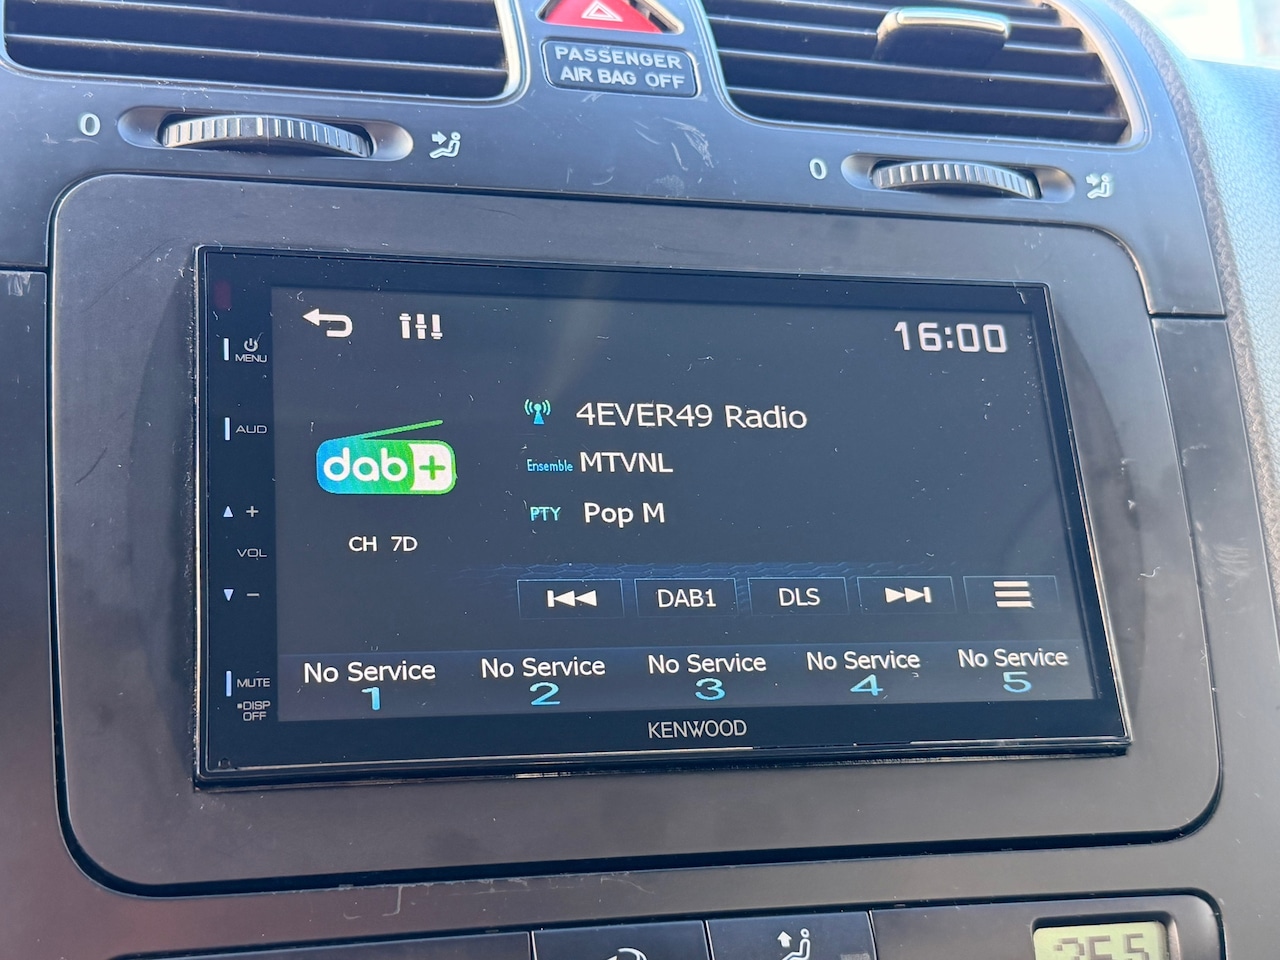 PASSENGER
AIR BAG OFF
0
0
MENU
16:00
AUD
4EVER49 Radio
dab+
Ensemble MTVNL
PTY Pop M
CH 7D
+
VOL
−
DAB1
DLS
No Service No Service No Service No Service No Service
1 2 3 4 5
MUTE
DISP
OFF
KENWOOD